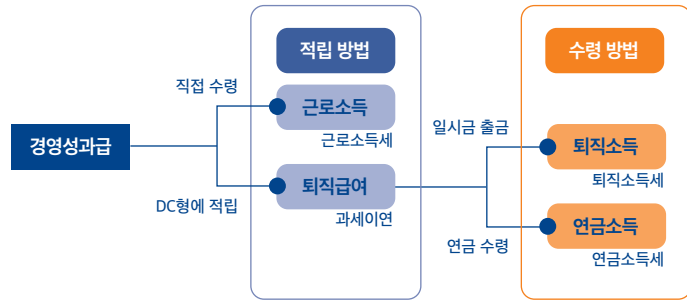 적립 방법
수령 방법
직접 수령
근로소득
근로소득세
일시금 출금
경영성과급
퇴직소득
퇴직소득세
퇴직급여
DC형에 적립
과세이연
연금소득
연금 수령
연금소득세